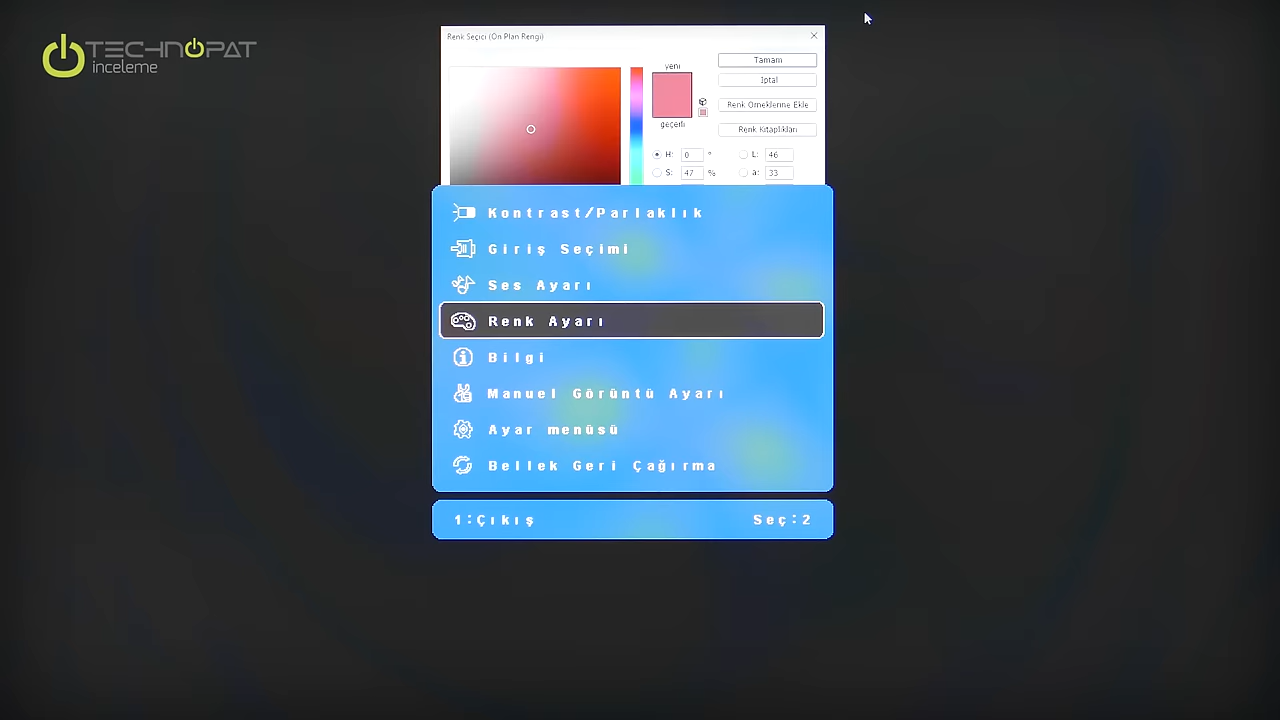 TECHNOPAT
inceleme
Renk Seçici (Ön Plan Rengi)
yeni
geçerli
Tamam
İptal
Renk Örneklerine Ekle
Renk Kitaplıkları
H: 0 °
L: 46
S: 47 %
a: 33
Kontrast/Parlaklık
Giriş Seçimi
Ses Ayarı
Renk Ayarı
Bilgi
Manuel Görüntü Ayarı
Ayar menüsü
Bellek Geri Çağırma
1:Çıkış
Seç:2